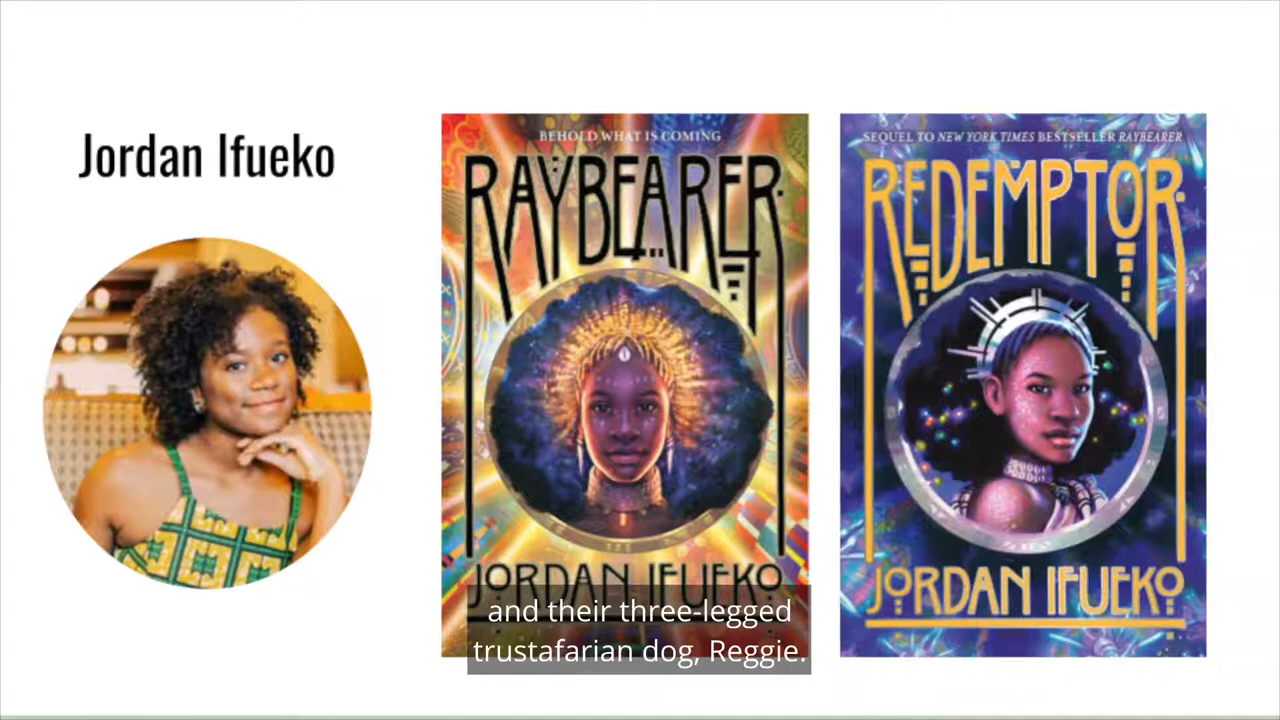 Jordan Ifueko
BEHOLD WHAT IS COMING
RAYBEARER
JORDAN IFUEKO
SEQUEL TO NEW YORK TIMES BESTSELLER RAYBEARER
REDEMPTOR
JORDAN IFUEKO
and their three-legged
trustafarian dog, Reggie.